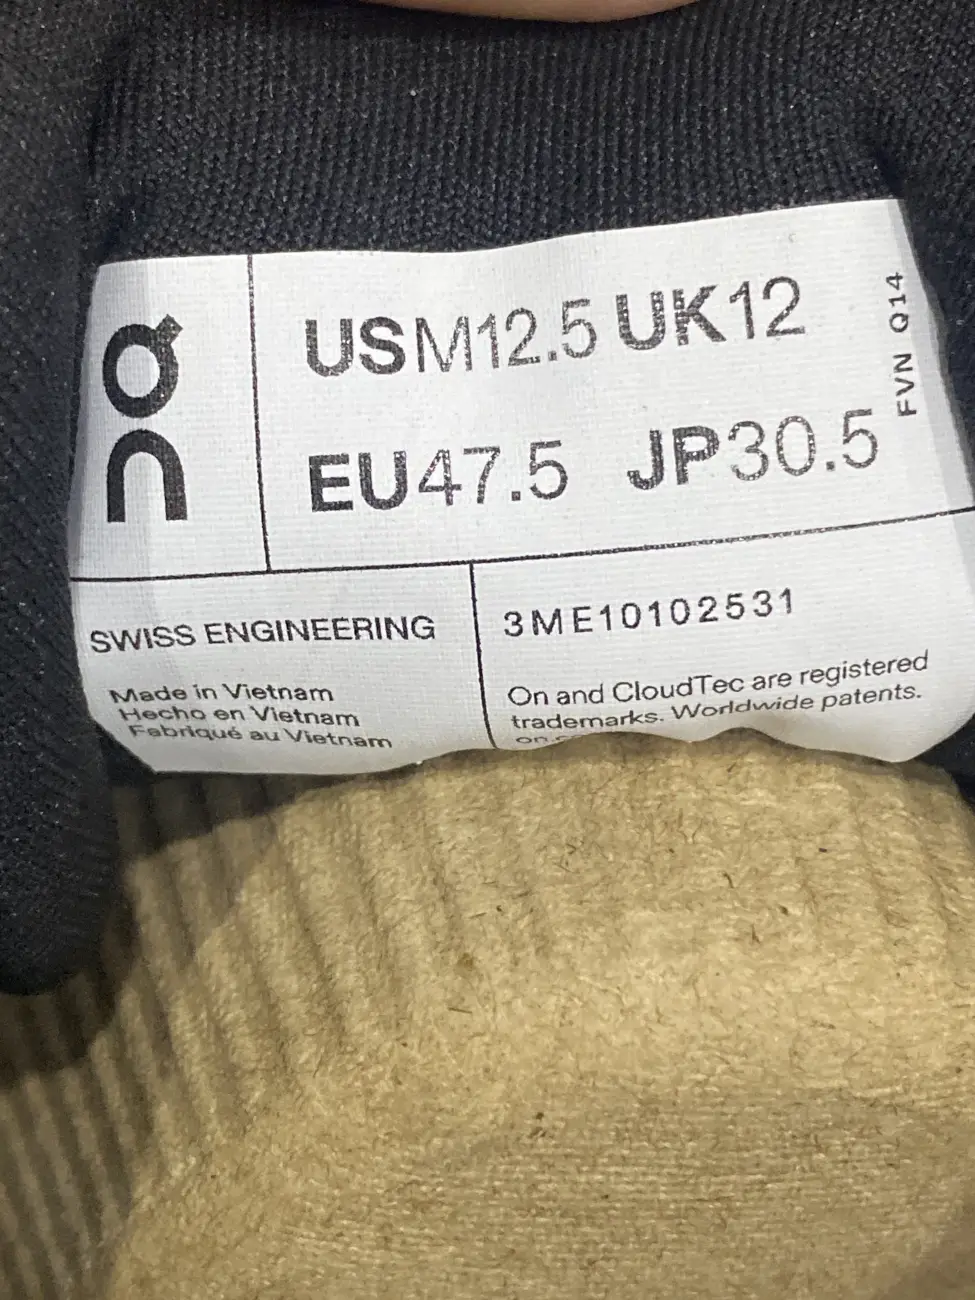 On
USM12.5 UK12
EU47.5 JP30.5
FVN Q14
SWISS ENGINEERING
Made in Vietnam
Hecho en Vietnam
Fabriqué au Vietnam
3ME10102531
On and CloudTec are registered
trademarks. Worldwide patents.